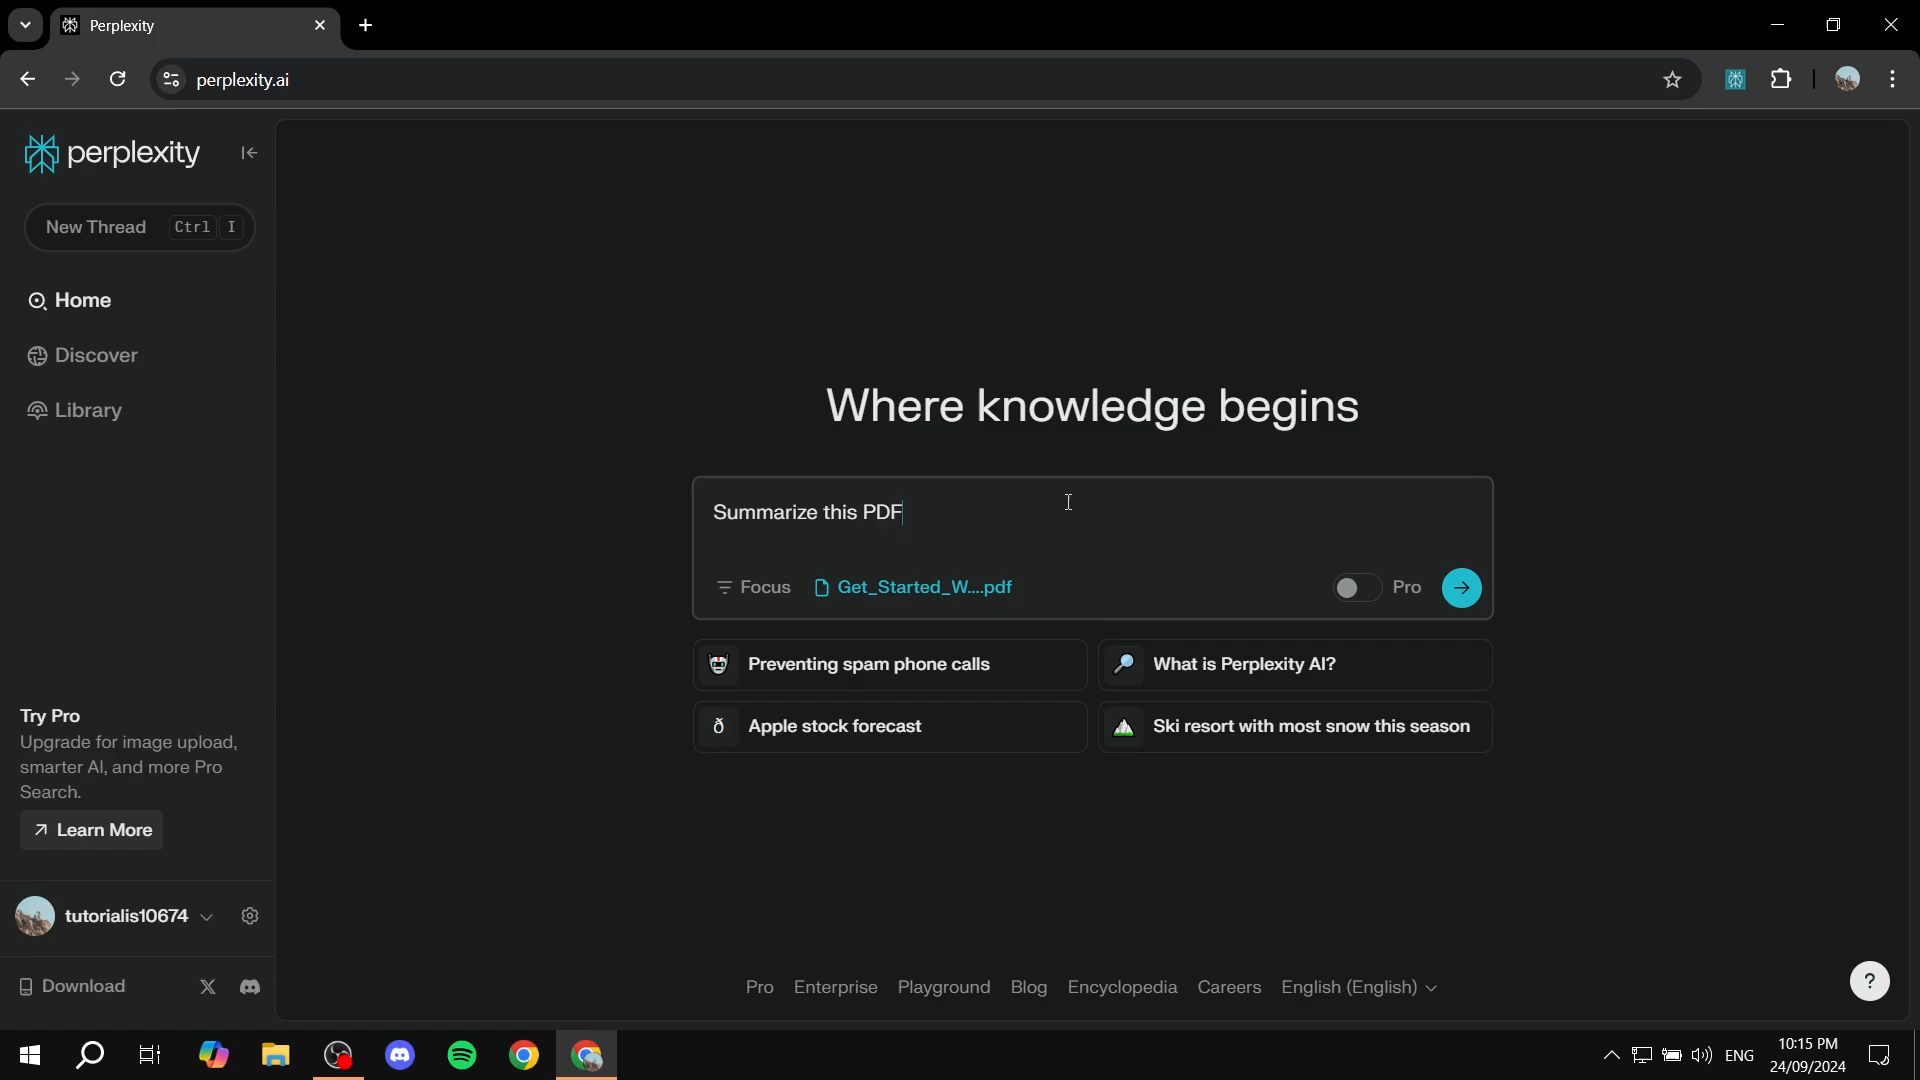 Perplexity
perplexity.ai
perplexity
New Thread Ctrl I
Home
Discover
Library
Where knowledge begins
Summarize this PDF
Focus Get_Started_W....pdf Pro
Preventing spam phone calls
What is Perplexity AI?
Apple stock forecast
Ski resort with most snow this season
Try Pro
Upgrade for image upload,
smarter AI, and more Pro
Search.
Learn More
tutorialis10674
Download
Pro Enterprise Playground Blog Encyclopedia Careers English (English)
?
ENG
10:15 PM
24/09/2024